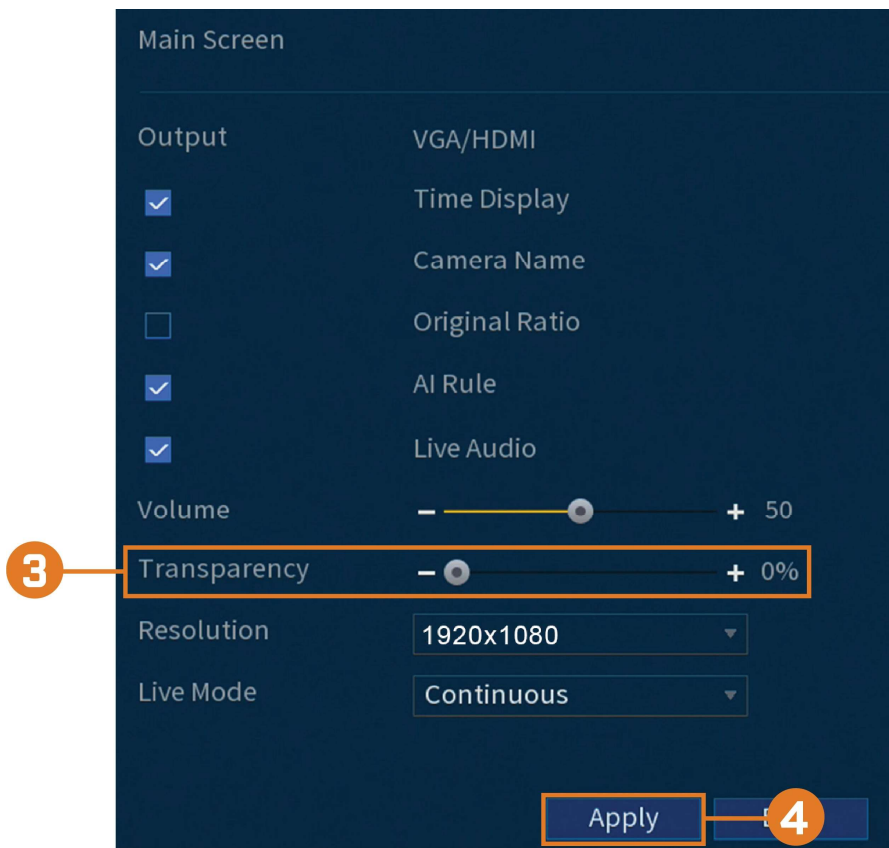 Main Screen
Output VGA/HDMI
Time Display
Camera Name
Original Ratio
AI Rule
Live Audio
Volume - + 50
3 Transparency - + 0%
Resolution 1920x1080
Live Mode Continuous
Apply 4